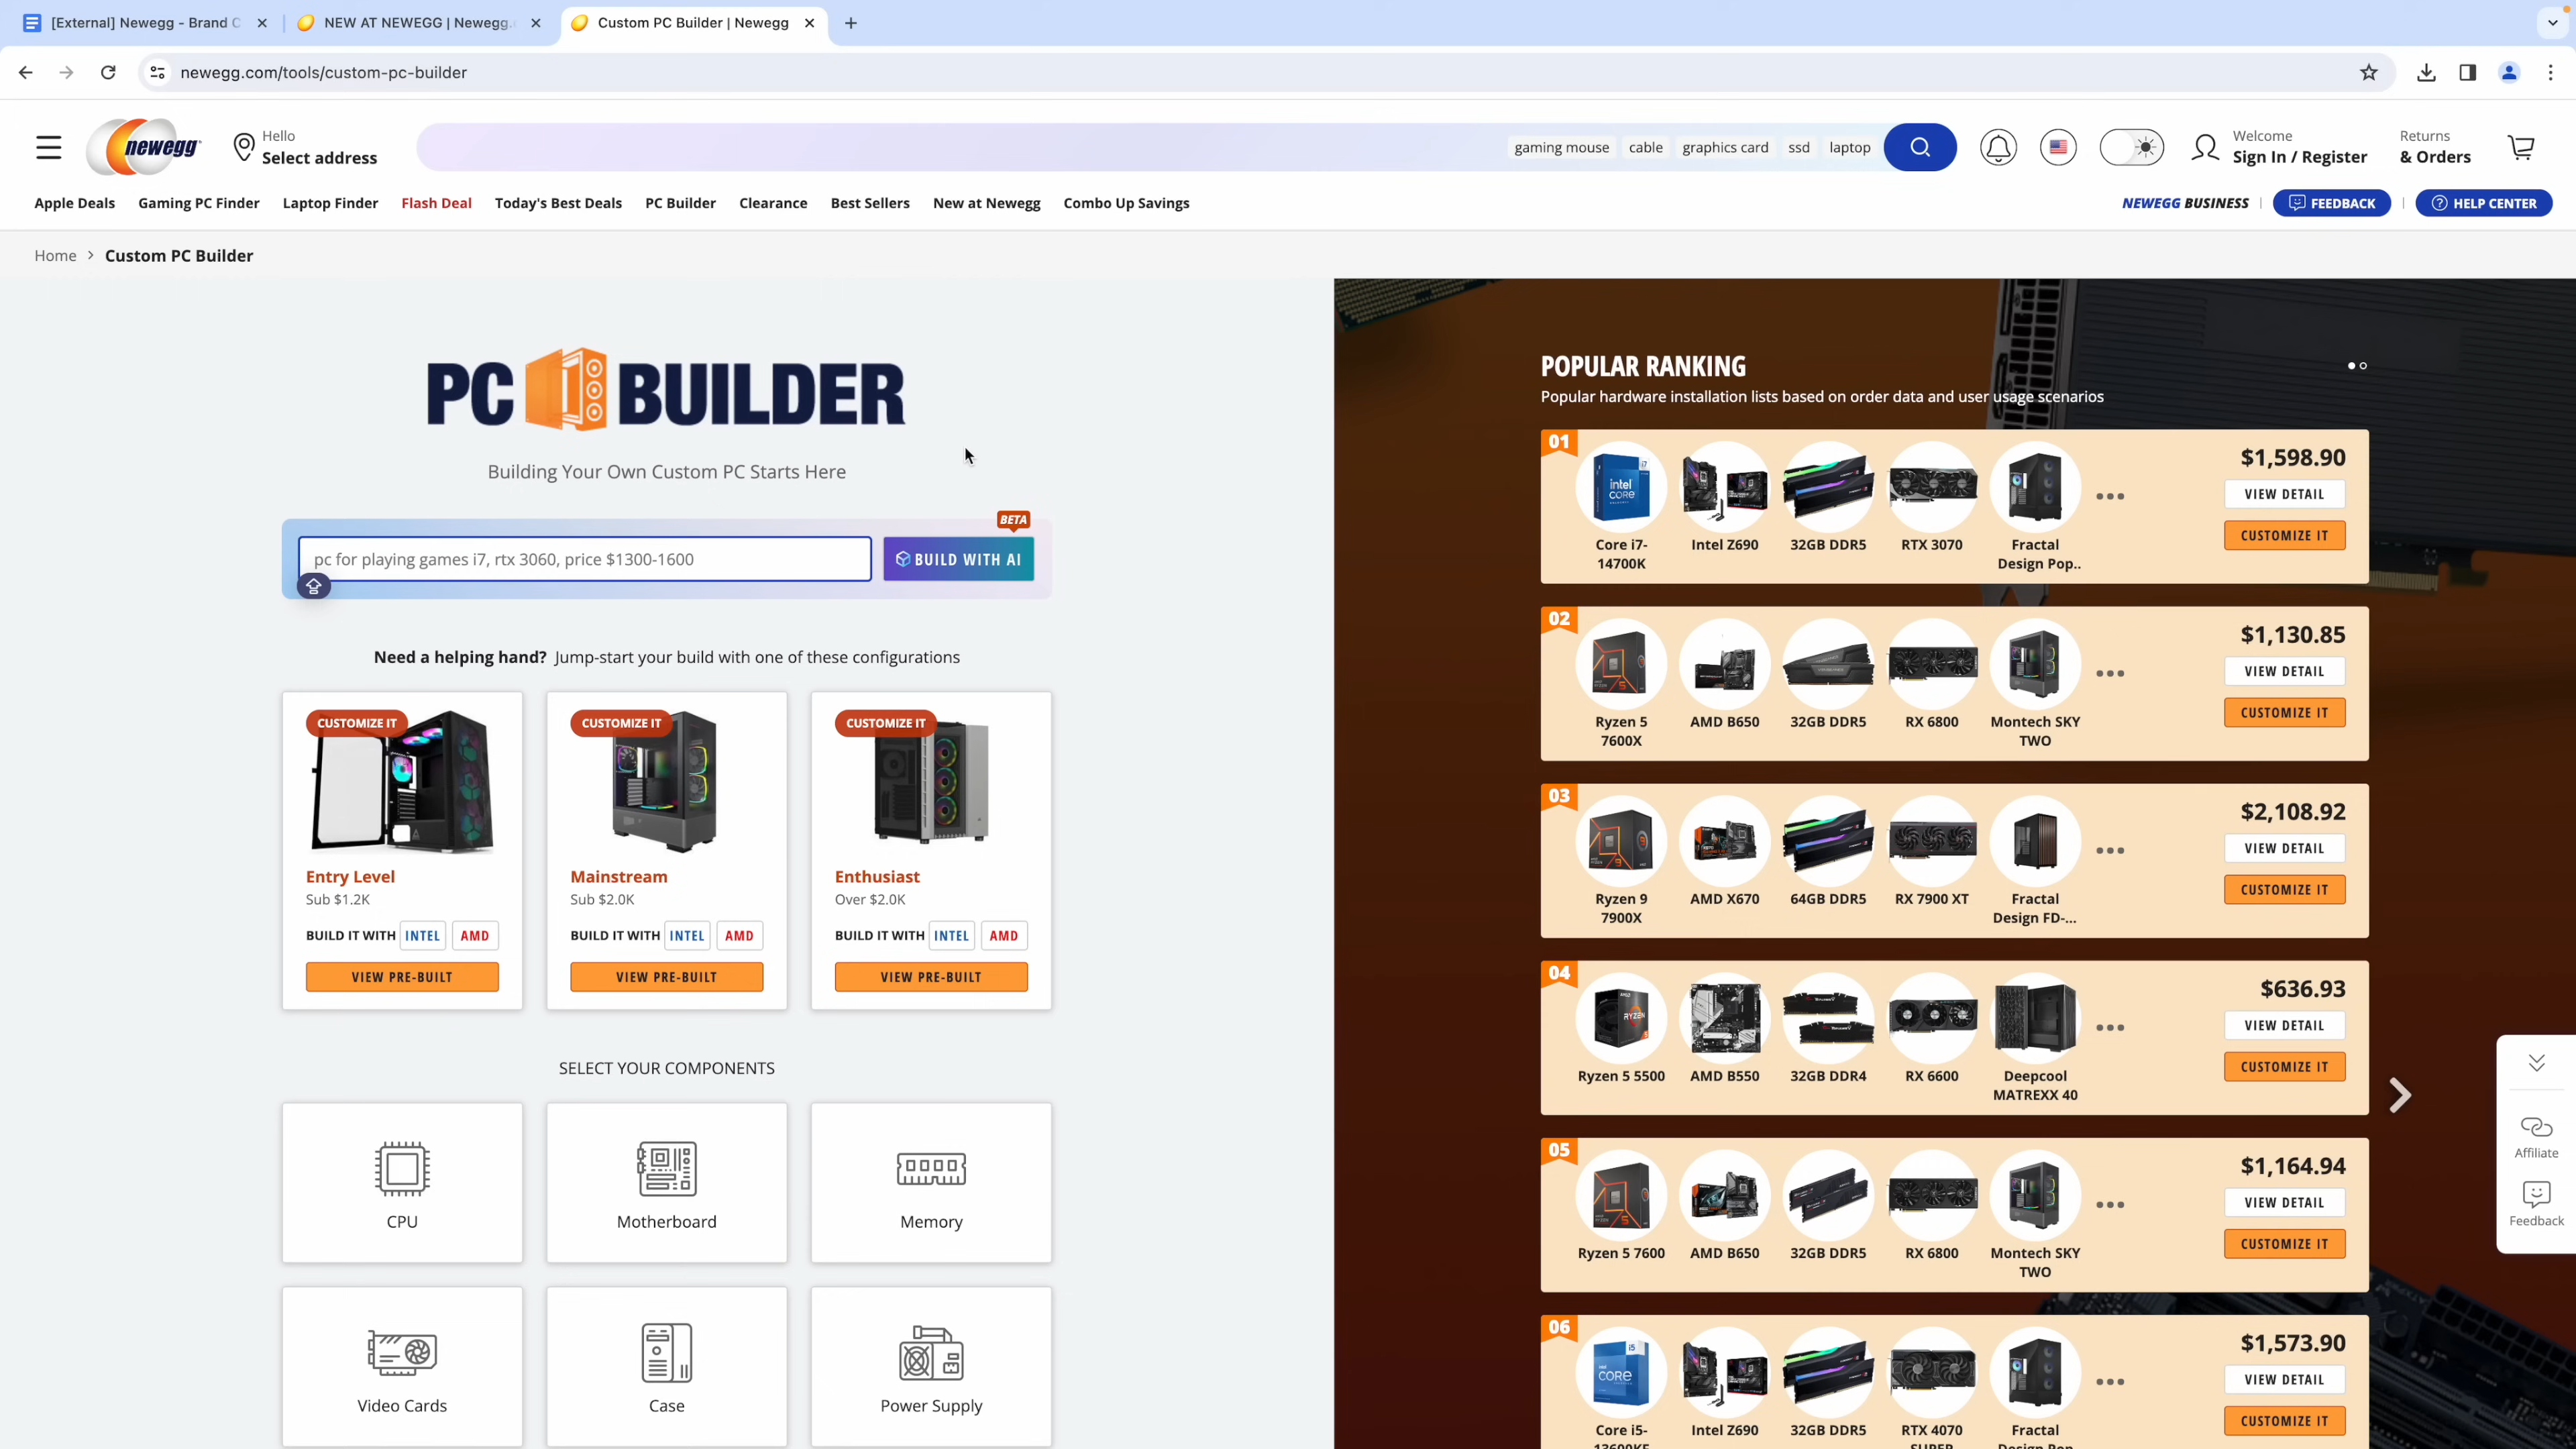 [External] Newegg - Brand C
NEW AT NEWEGG | Newegg.
Custom PC Builder | Newegg
newegg.com/tools/custom-pc-builder
newegg
Hello
Select address
gaming mouse
cable
graphics card
ssd
laptop
Welcome
Sign In / Register
Returns
& Orders
Apple Deals
Gaming PC Finder
Laptop Finder
Flash Deal
Today's Best Deals
PC Builder
Clearance
Best Sellers
New at Newegg
Combo Up Savings
NEWEGG BUSINESS
FEEDBACK
HELP CENTER
Home > Custom PC Builder
PC BUILDER
Building Your Own Custom PC Starts Here
BETA
pc for playing games i7, rtx 3060, price $1300-1600
BUILD WITH AI
Need a helping hand? Jump-start your build with one of these configurations
CUSTOMIZE IT
Entry Level
Sub $1.2K
BUILD IT WITH INTEL AMD
VIEW PRE-BUILT
CUSTOMIZE IT
Mainstream
Sub $2.0K
BUILD IT WITH INTEL AMD
VIEW PRE-BUILT
CUSTOMIZE IT
Enthusiast
Over $2.0K
BUILD IT WITH INTEL AMD
VIEW PRE-BUILT
SELECT YOUR COMPONENTS
CPU
Motherboard
Memory
Video Cards
Case
Power Supply
POPULAR RANKING
Popular hardware installation lists based on order data and user usage scenarios
01
intel
CORE
i7
Core i7-
14700K
Intel Z690
32GB DDR5
RTX 3070
Fractal
Design Pop..
$1,598.90
VIEW DETAIL
CUSTOMIZE IT
02
Ryzen 5
7600X
AMD B650
32GB DDR5
RX 6800
Montech SKY
TWO
$1,130.85
VIEW DETAIL
CUSTOMIZE IT
03
Ryzen 9
7900X
AMD X670
64GB DDR5
RX 7900 XT
Fractal
Design FD-...
$2,108.92
VIEW DETAIL
CUSTOMIZE IT
04
RYZEN
Ryzen 5 5500
AMD B550
32GB DDR4
RX 6600
Deepcool
MATREXX 40
$636.93
VIEW DETAIL
CUSTOMIZE IT
05
Ryzen 5 7600
AMD B650
32GB DDR5
RX 6800
Montech SKY
TWO
$1,164.94
VIEW DETAIL
CUSTOMIZE IT
06
i5
CORE
Core i5-
13600KF
Intel Z690
32GB DDR5
RTX 4070
SUPER
Fractal
Design Pop
$1,573.90
VIEW DETAIL
CUSTOMIZE IT
Affiliate
Feedback